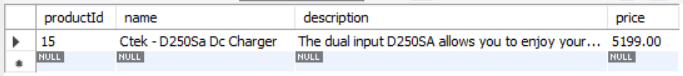 productId name description price
15 Ctek - D250Sa Dc Charger The dual input D250SA allows you to enjoy your... 5199.00
NULL NULL NULL NULL